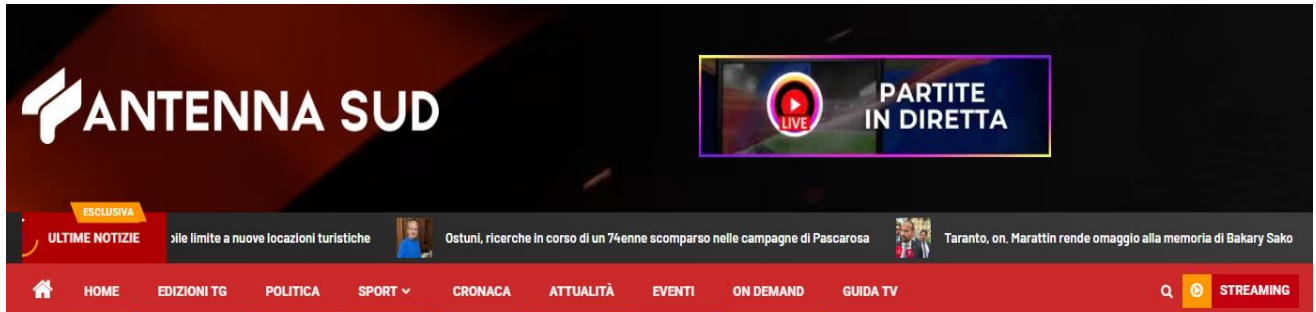 ANTENNA SUD
LIVE
PARTITE
IN DIRETTA
ESCLUSIVA
ULTIME NOTIZIE
limite a nuove locazioni turistiche
Ostuni, ricerche in corso di un 74enne scomparso nelle campagne di Pascarosa
Taranto, on. Marattin rende omaggio alla memoria di Bakary Sako
HOME EDIZIONI TG POLITICA SPORT CRONACA ATTUALITÀ EVENTI ON DEMAND GUIDA TV STREAMING